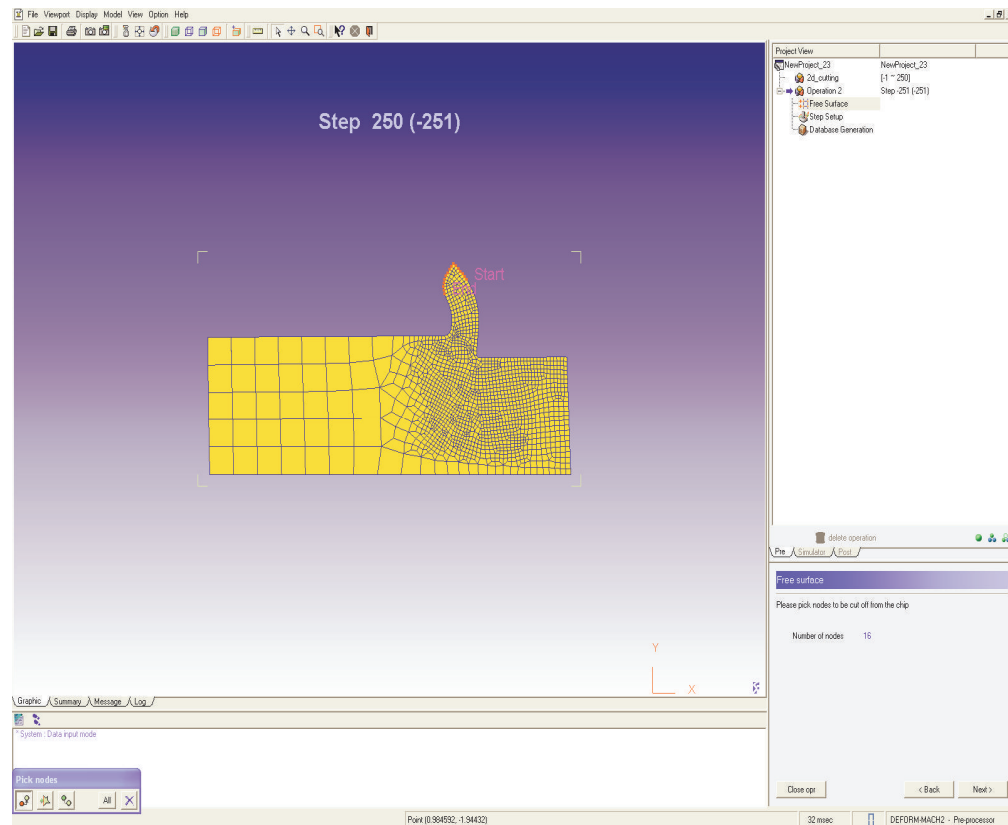 File Viewport Display Model View Option Help
Project View
NewProject_23 NewProject_23
2d_cutting [-1 ~ 250]
Operation 2 Step -251 (-251)
Free Surface
Step Setup
Database Generation
Step 250 (-251)
Start
delete operation
Pre Simulator Post
Free surface
Please pick nodes to be cut off from the chip
Number of nodes 16
Y
X
Graphic Summary Message Log
* System : Data input mode
Pick nodes
All
Close opr < Back Next >
Point (0.984592, -1.94432) 32 msec DEFORM-MACH2 - Pre-processor